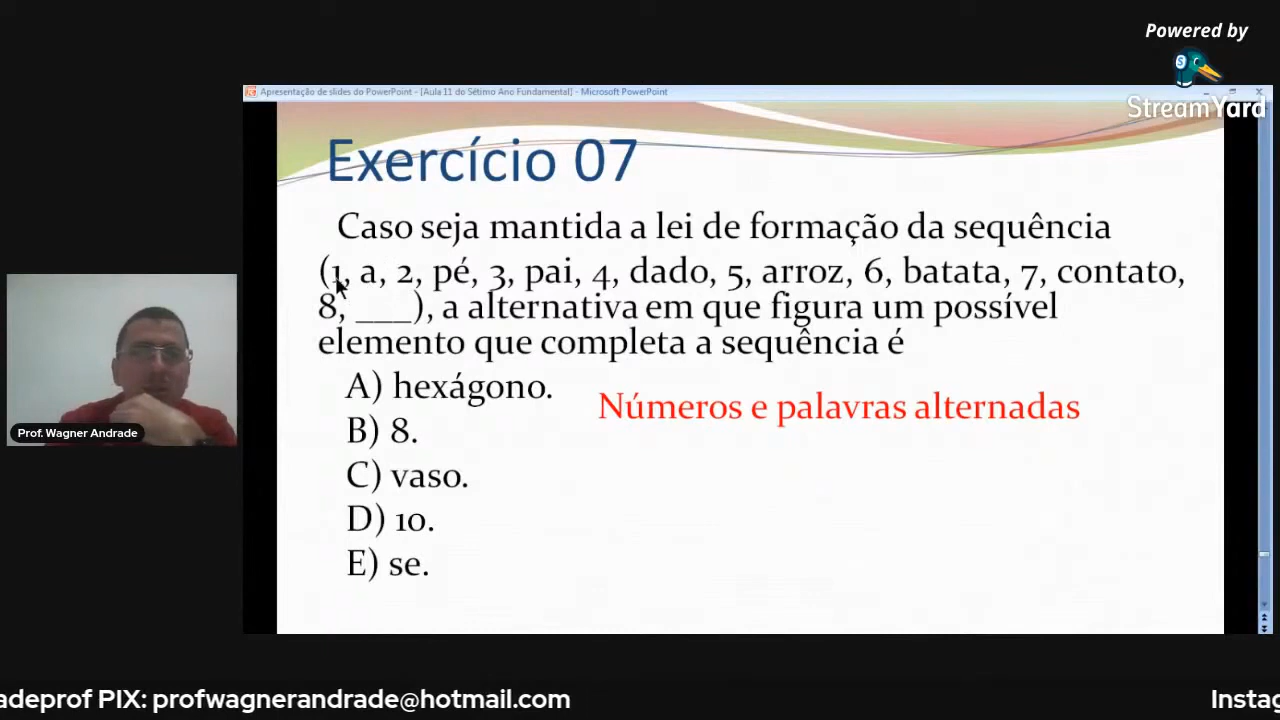 Powered by
StreamYard
Apresentação de slides do PowerPoint - [Aula 11 do Sétimo Ano Fundamental] - Microsoft PowerPoint
Exercício 07
Caso seja mantida a lei de formação da sequência
(1, a, 2, pé, 3, pai, 4, dado, 5, arroz, 6, batata, 7, contato,
8, ___), a alternativa em que figura um possível
elemento que completa a sequência é
A) hexágono.
Números e palavras alternadas
B) 8.
C) vaso.
D) 10.
E) se.
Prof. Wagner Andrade
adeprof PIX: profwagnerandrade@hotmail.com
Instag